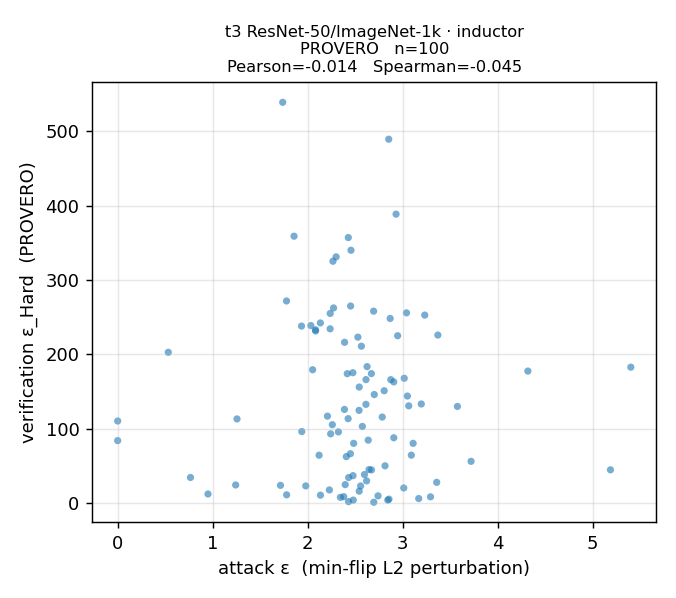 t3 ResNet-50/ImageNet-1k · inductor
PROVERO   n=100
Pearson=-0.014   Spearman=-0.045
verification ε_Hard  (PROVERO)
500
400
300
200
100
0
0 1 2 3 4 5
attack ε  (min-flip L2 perturbation)